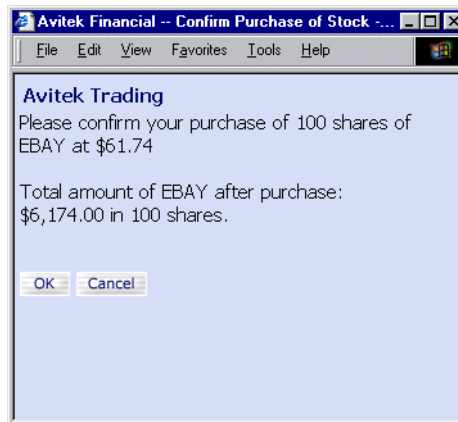 Avitek Financial -- Confirm Purchase of Stock -...
File Edit View Favorites Tools Help
Avitek Trading
Please confirm your purchase of 100 shares of
EBAY at $61.74
Total amount of EBAY after purchase:
$6,174.00 in 100 shares.
OK Cancel